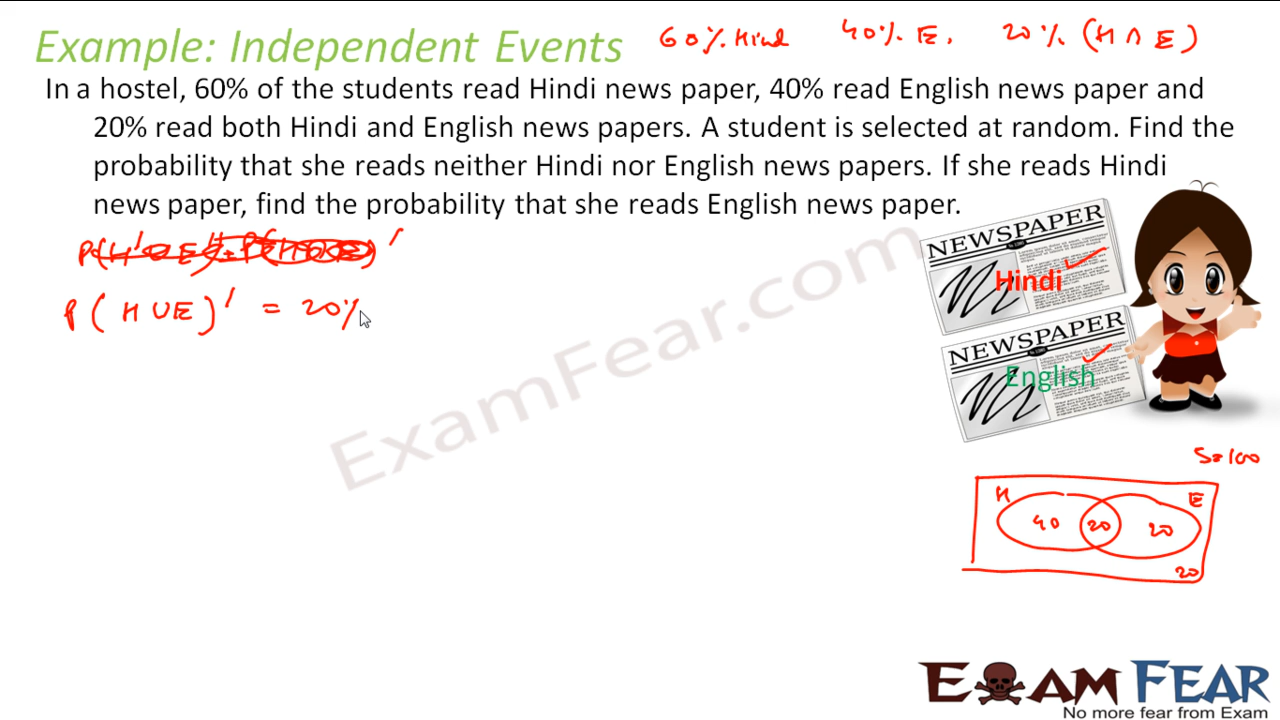 Example: Independent Events
60% Hind 40% E. 20% (H ∩ E)
In a hostel, 60% of the students read Hindi news paper, 40% read English news paper and
20% read both Hindi and English news papers. A student is selected at random. Find the
probability that she reads neither Hindi nor English news papers. If she reads Hindi
news paper, find the probability that she reads English news paper.
P(H∪E)' = 20%
NEWSPAPER
Hindi
NEWSPAPER
English
ExamFear.com
S=100
H E
40 20 20
20
EXAM FEAR
No more fear from Exam